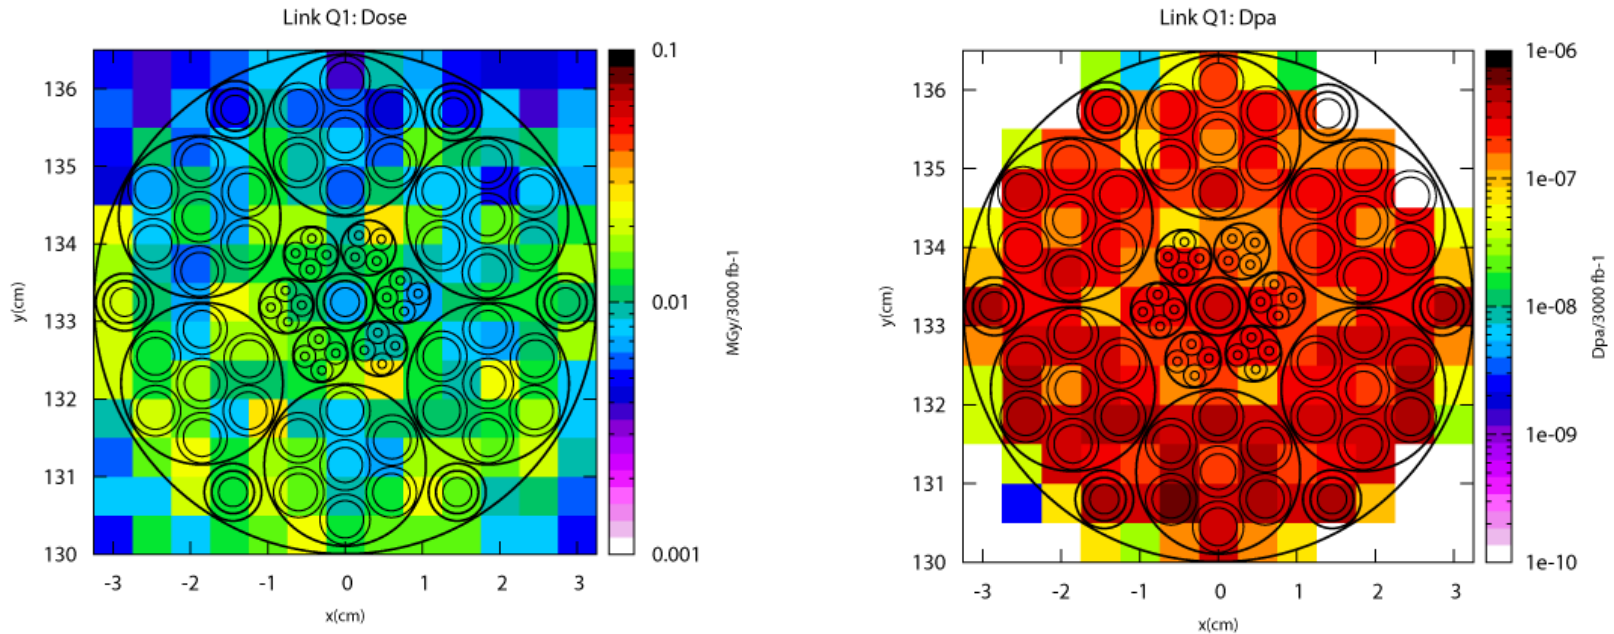 Link Q1: Dose
136
135
134
133
132
131
130
y(cm)
-3 -2 -1 0 1 2 3
x(cm)
0.1
0.01
0.001
MGy/3000 fb-1
Link Q1: Dpa
136
135
134
133
132
131
130
y(cm)
-3 -2 -1 0 1 2 3
x(cm)
1e-06
1e-07
1e-08
1e-09
1e-10
Dpa/3000 fb-1